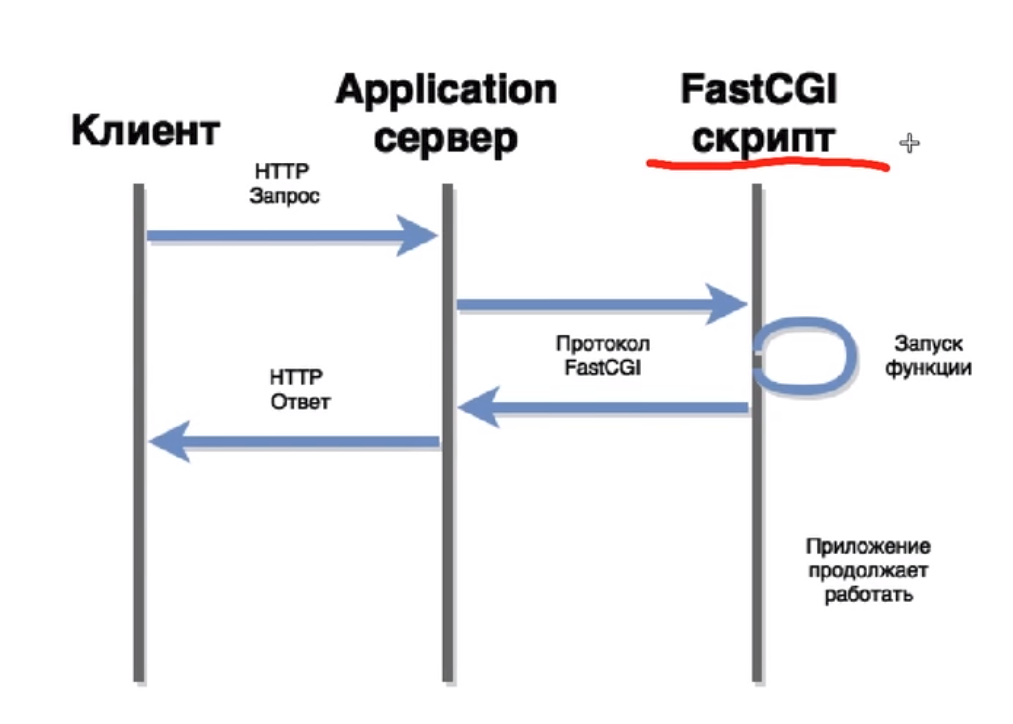 Клиент
Application
сервер
FastCGI
скрипт
HTTP
Запрос
Протокол
FastCGI
Запуск
функции
HTTP
Ответ
Приложение
продолжает
работать